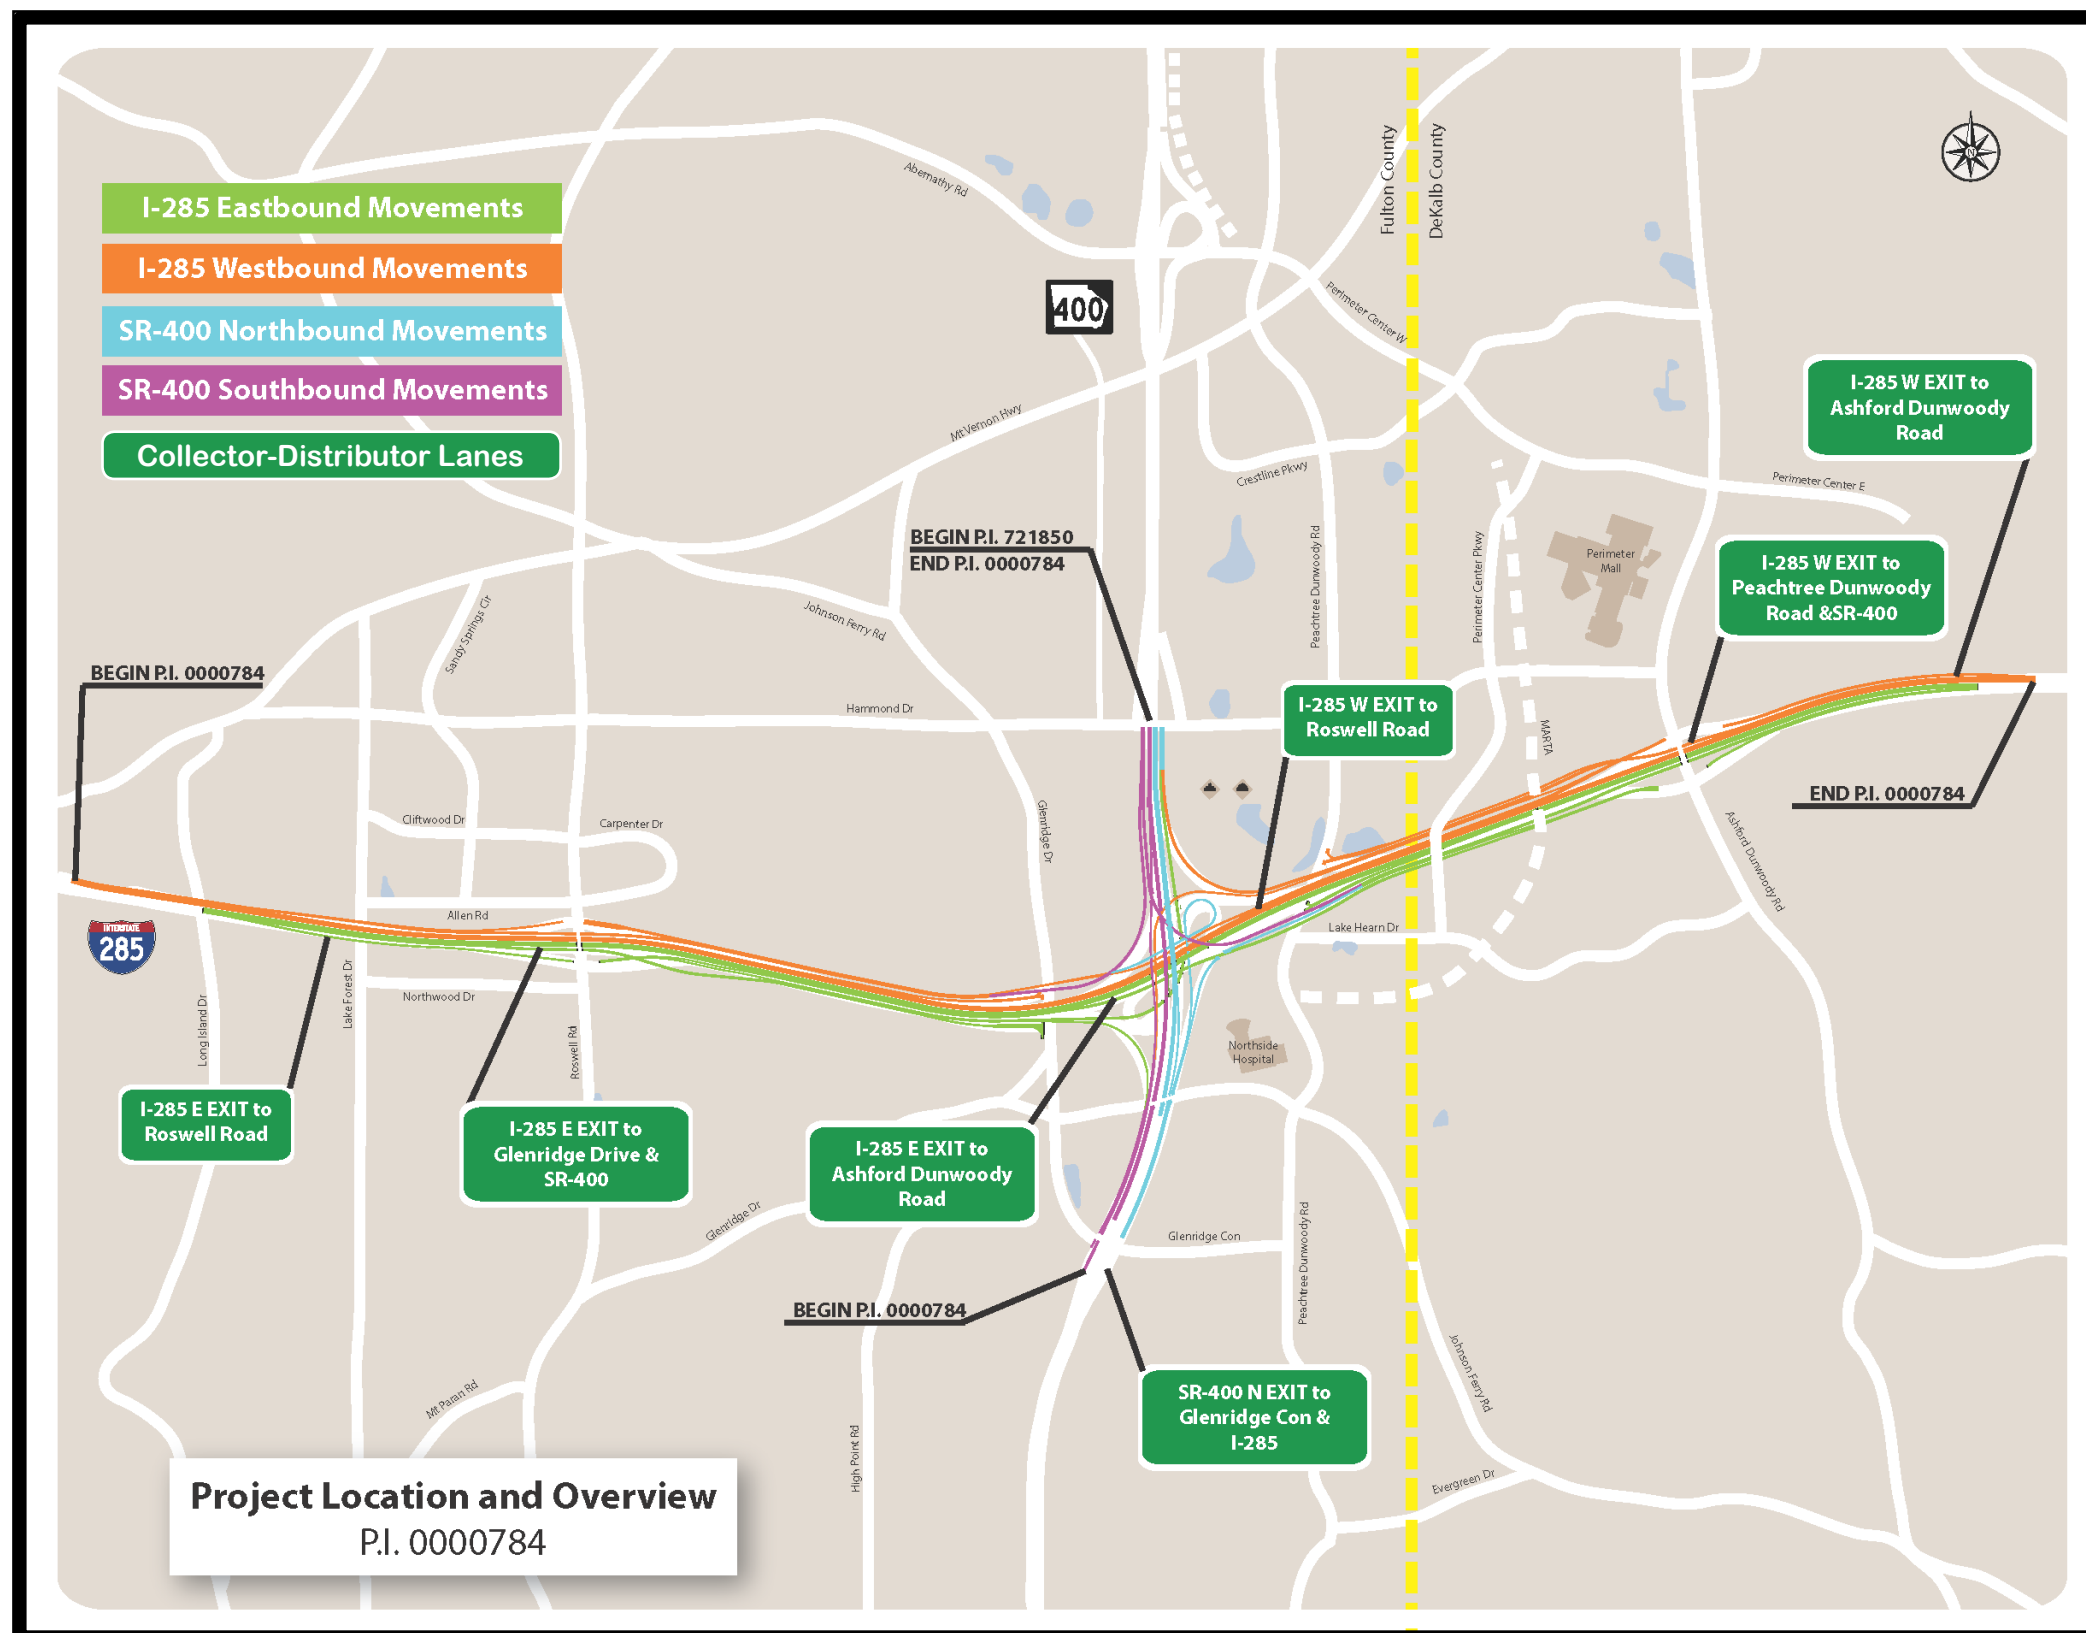 Fulton County
DeKalb County
N
Abernathy Rd
I-285 Eastbound Movements
I-285 Westbound Movements
SR-400 Northbound Movements
SR-400 Southbound Movements
Collector-Distributor Lanes
400
Perimeter Center W
Mt Vernon Hwy
Crestline Pkwy
I-285 W EXIT to
Ashford Dunwoody
Road
Perimeter Center E
BEGIN P.I. 721850
END P.I. 0000784
Peachtree Dunwoody Rd
Perimeter Center Pkwy
Perimeter
Mall
I-285 W EXIT to
Peachtree Dunwoody
Road &SR-400
Sandy Springs Cir
Johnson Ferry Rd
BEGIN P.I. 0000784
Hammond Dr
I-285 W EXIT to
Roswell Road
MARTA
END P.I. 0000784
Cliftwood Dr
Carpenter Dr
Glenridge Dr
Ashford Dunwoody Rd
Allen Rd
Lake Hearn Dr
INTERSTATE
285
Northwood Dr
Long Island Dr
Lake Forest Dr
Roswell Rd
Northside
Hospital
I-285 E EXIT to
Roswell Road
I-285 E EXIT to
Glenridge Drive &
SR-400
I-285 E EXIT to
Ashford Dunwoody
Road
Glenridge Dr
Glenridge Con
Peachtree Dunwoody Rd
BEGIN P.I. 0000784
Johnson Ferry Rd
SR-400 N EXIT to
Glenridge Con &
I-285
Mt Paran Rd
High Point Rd
Evergreen Dr
Project Location and Overview
P.I. 0000784